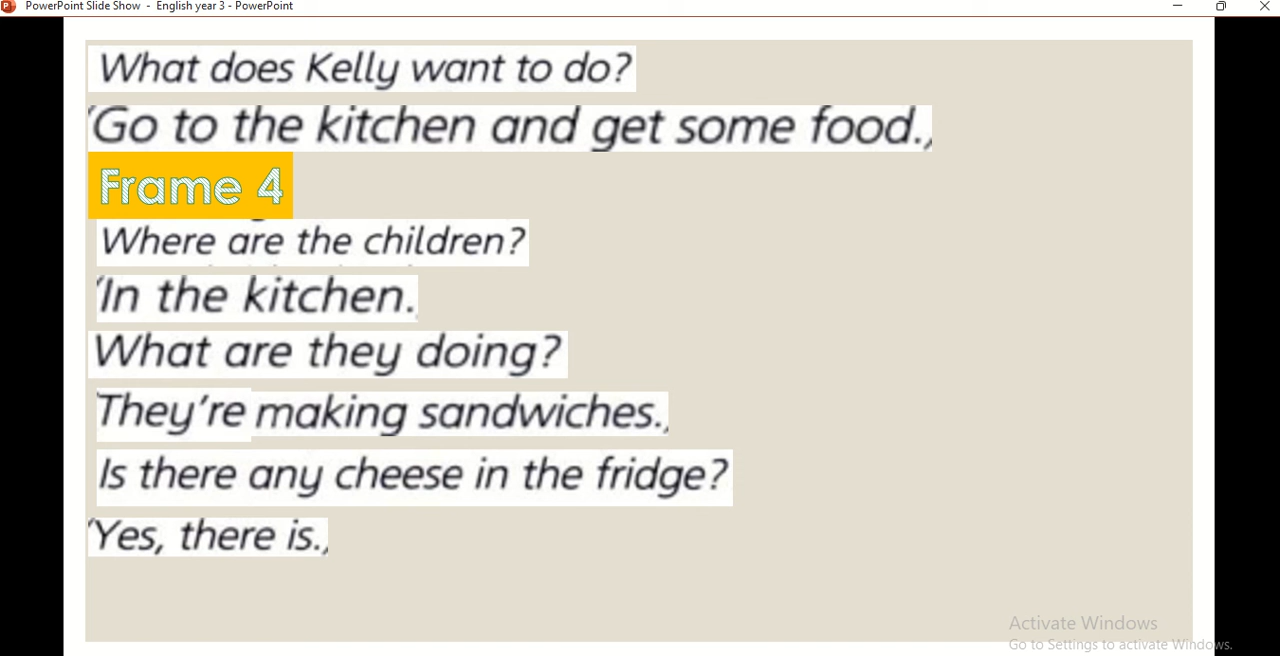 PowerPoint Slide Show - English year 3 - PowerPoint
What does Kelly want to do?
'Go to the kitchen and get some food.,
Frame 4
Where are the children?
'In the kitchen.
What are they doing?
They're making sandwiches.,
Is there any cheese in the fridge?
'Yes, there is.,
Activate Windows
Go to Settings to activate Windows.